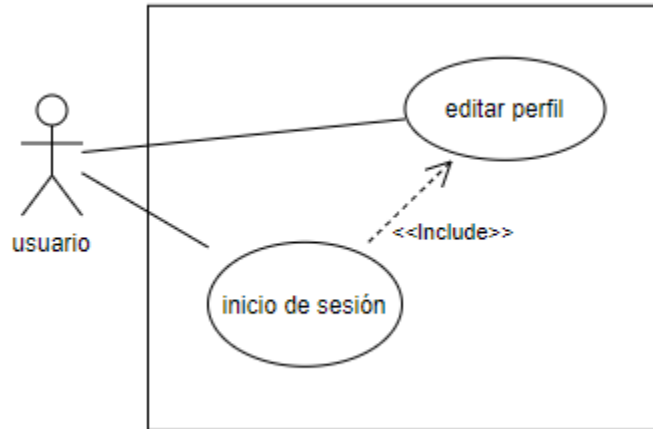 editar perfil
usuario
<<Include>>
inicio de sesión